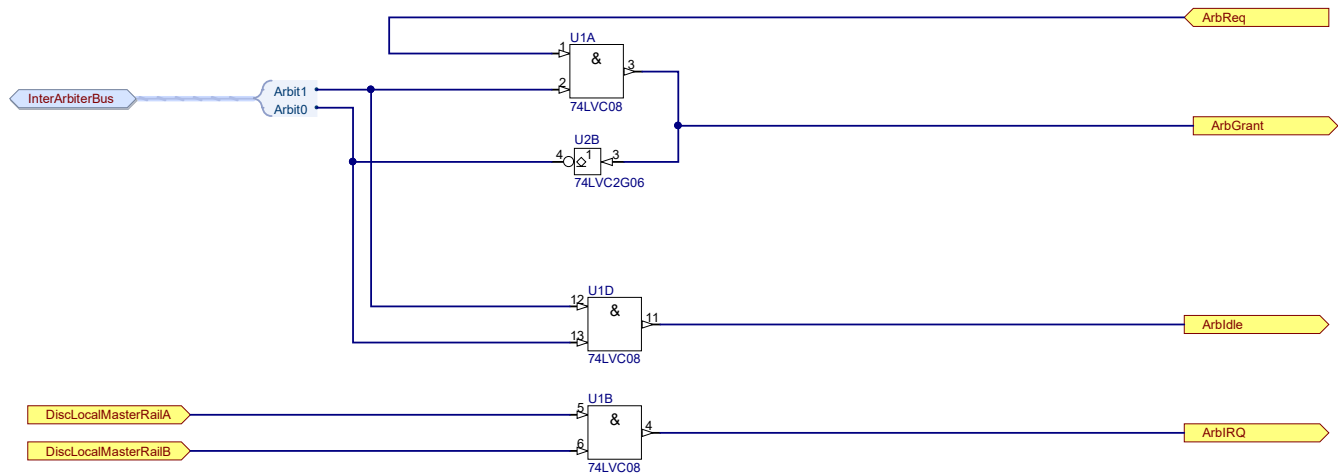 ArbReq
U1A
1
&
3
2
74LVC08
InterArbiterBus
Arbit1
Arbit0
ArbGrant
U2B
4
1
3
74LVC2G06
U1D
12
&
11
13
74LVC08
ArbIdle
U1B
DiscLocalMasterRailA
5
&
4
ArbIRQ
DiscLocalMasterRailB
6
74LVC08